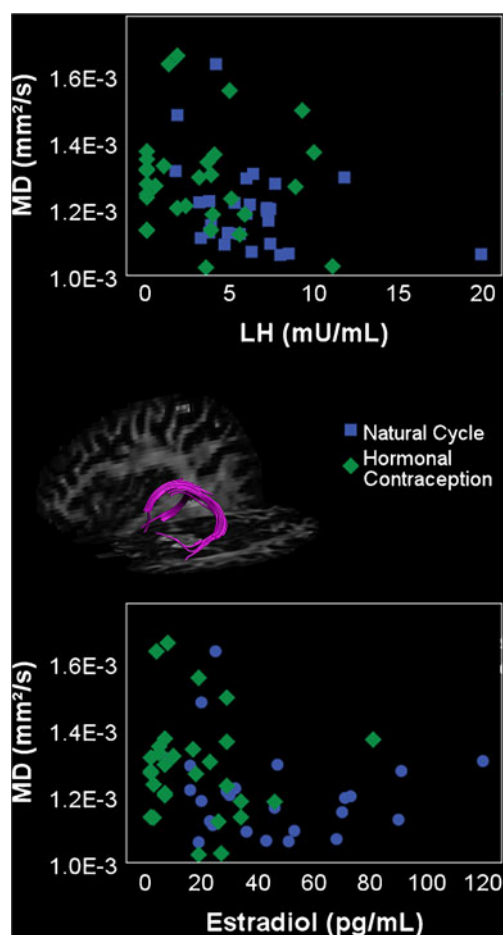 MD (mm²/s)
1.6E-3
1.4E-3
1.2E-3
1.0E-3
0 5 10 15 20
LH (mU/mL)
Natural Cycle
Hormonal
Contraception
MD (mm²/s)
1.6E-3
1.4E-3
1.2E-3
1.0E-3
0 20 40 60 80 100 120
Estradiol (pg/mL)